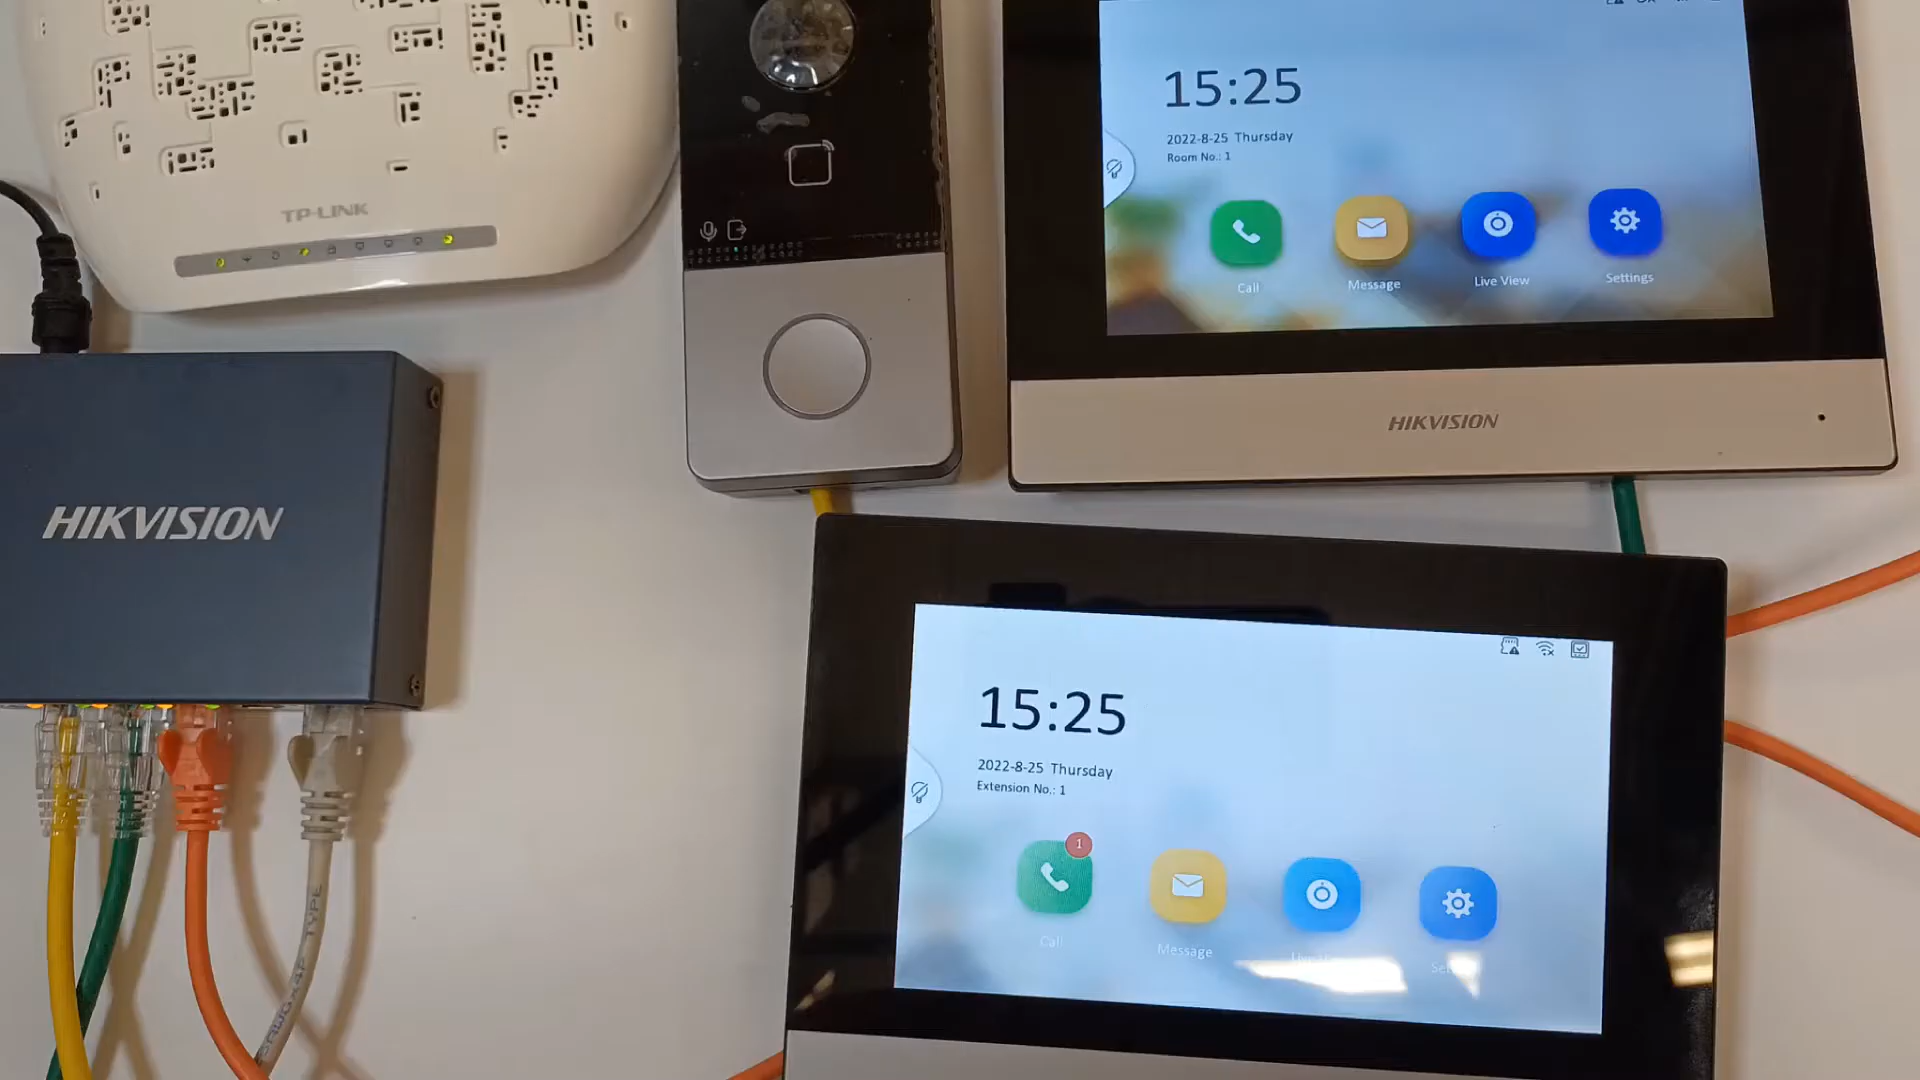 TP-LINK
HIKVISION
15:25
2022-8-25 Thursday
Room No.: 1
Call
Message
Live View
Settings
HIKVISION
15:25
2022-8-25 Thursday
Extension No.: 1
1
Call
Message